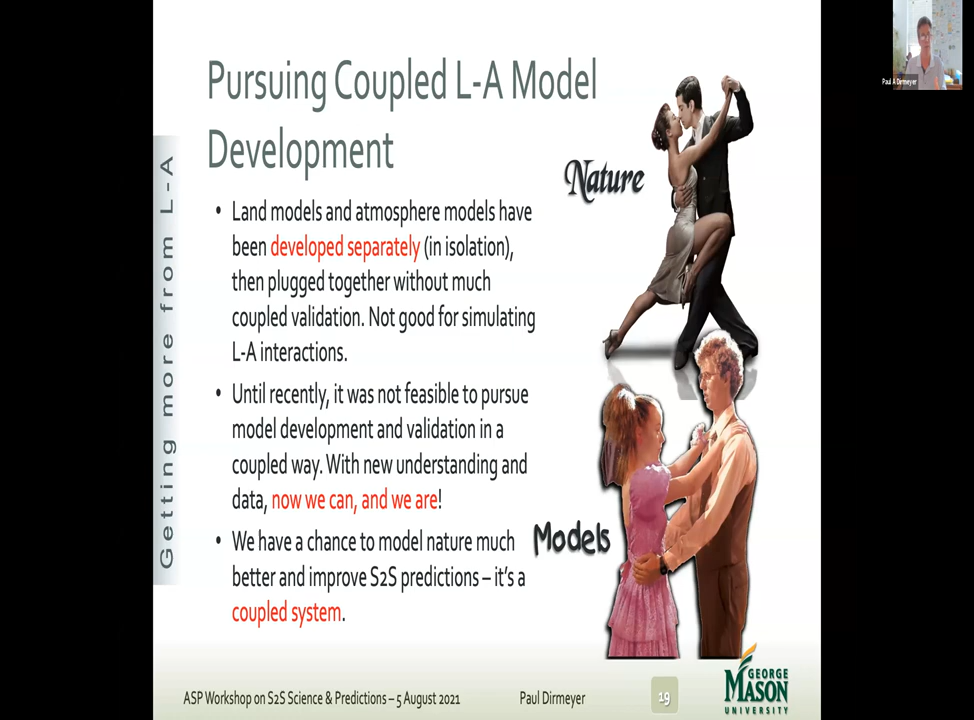 Paul A Dirmeyer
Pursuing Coupled L-A Model
Development
Getting more from L-A
• Land models and atmosphere models have
been developed separately (in isolation),
then plugged together without much
coupled validation. Not good for simulating
L-A interactions.
• Until recently, it was not feasible to pursue
model development and validation in a
coupled way. With new understanding and
data, now we can, and we are!
• We have a chance to model nature much
better and improve S2S predictions – it's a
coupled system.
Nature
Models
ASP Workshop on S2S Science & Predictions – 5 August 2021
Paul Dirmeyer
19
GEORGE
MASON
UNIVERSITY